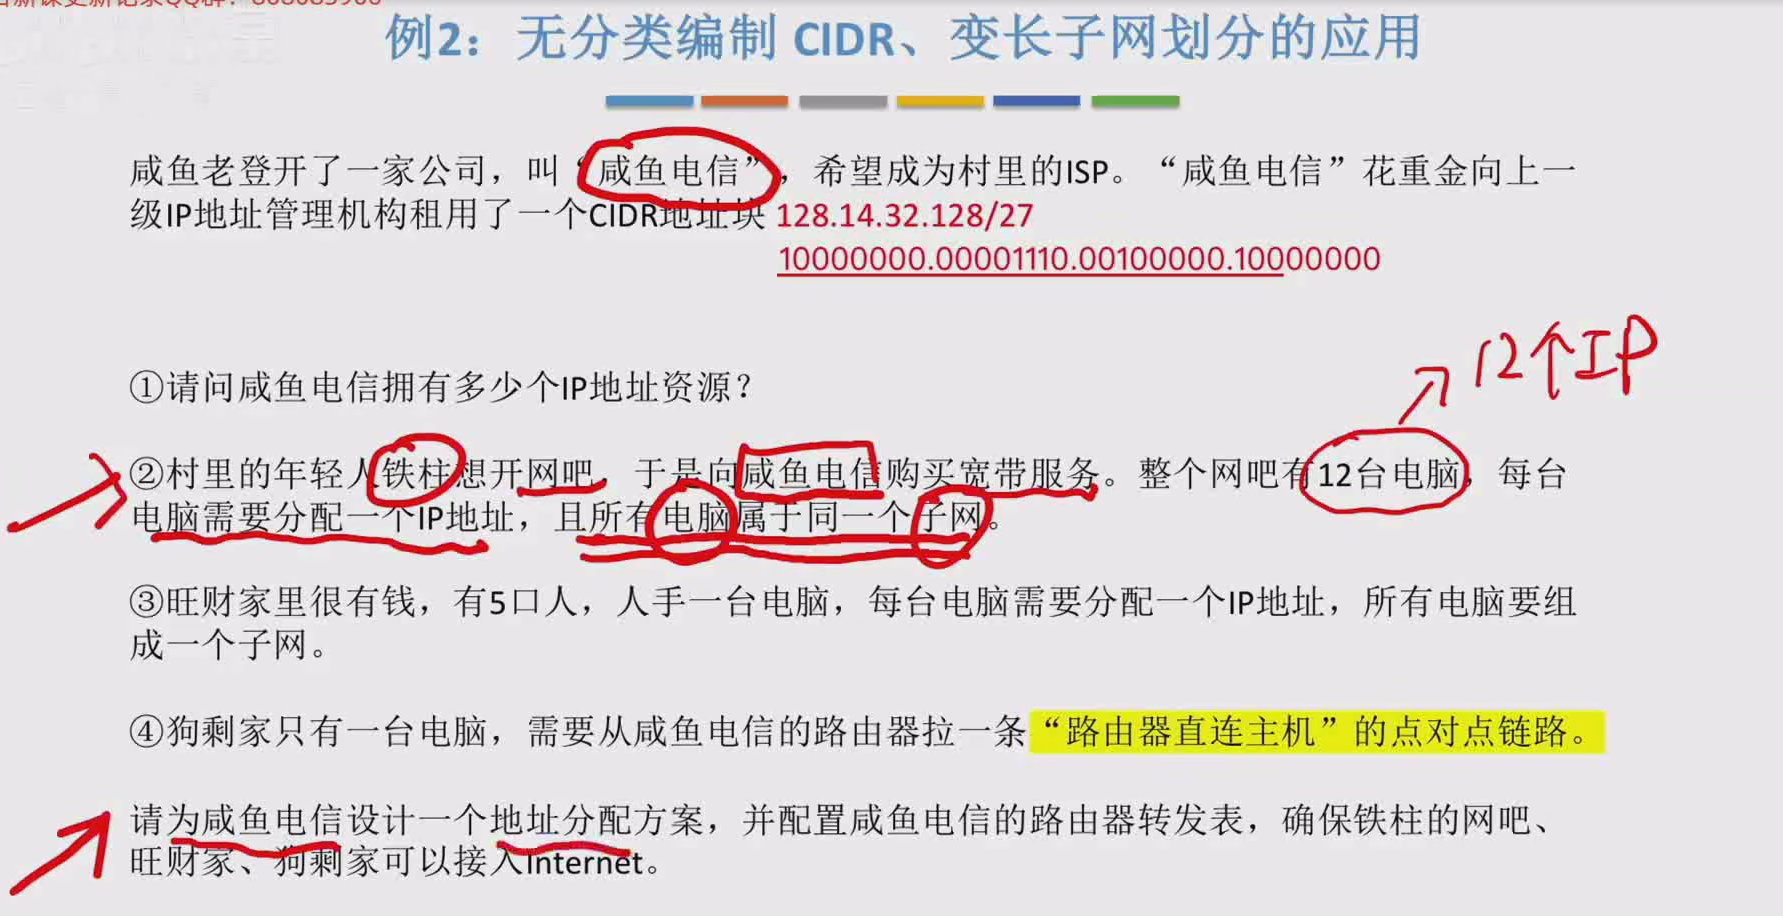 例2：无分类编制 CIDR、变长子网划分的应用
咸鱼老登开了一家公司，叫“咸鱼电信”，希望成为村里的ISP。“咸鱼电信”花重金向上一
级IP地址管理机构租用了一个CIDR地址块 128.14.32.128/27
10000000.00001110.00100000.10000000
①请问咸鱼电信拥有多少个IP地址资源？
12个IP
②村里的年轻人铁柱想开网吧，于是向咸鱼电信购买宽带服务。整个网吧有12台电脑，每台
电脑需要分配一个IP地址，且所有电脑属于同一个子网。
③旺财家里很有钱，有5口人，人手一台电脑，每台电脑需要分配一个IP地址，所有电脑要组
成一个子网。
④狗剩家只有一台电脑，需要从咸鱼电信的路由器拉一条“路由器直连主机”的点对点链路。
请为咸鱼电信设计一个地址分配方案，并配置咸鱼电信的路由器转发表，确保铁柱的网吧、
旺财家、狗剩家可以接入Internet。